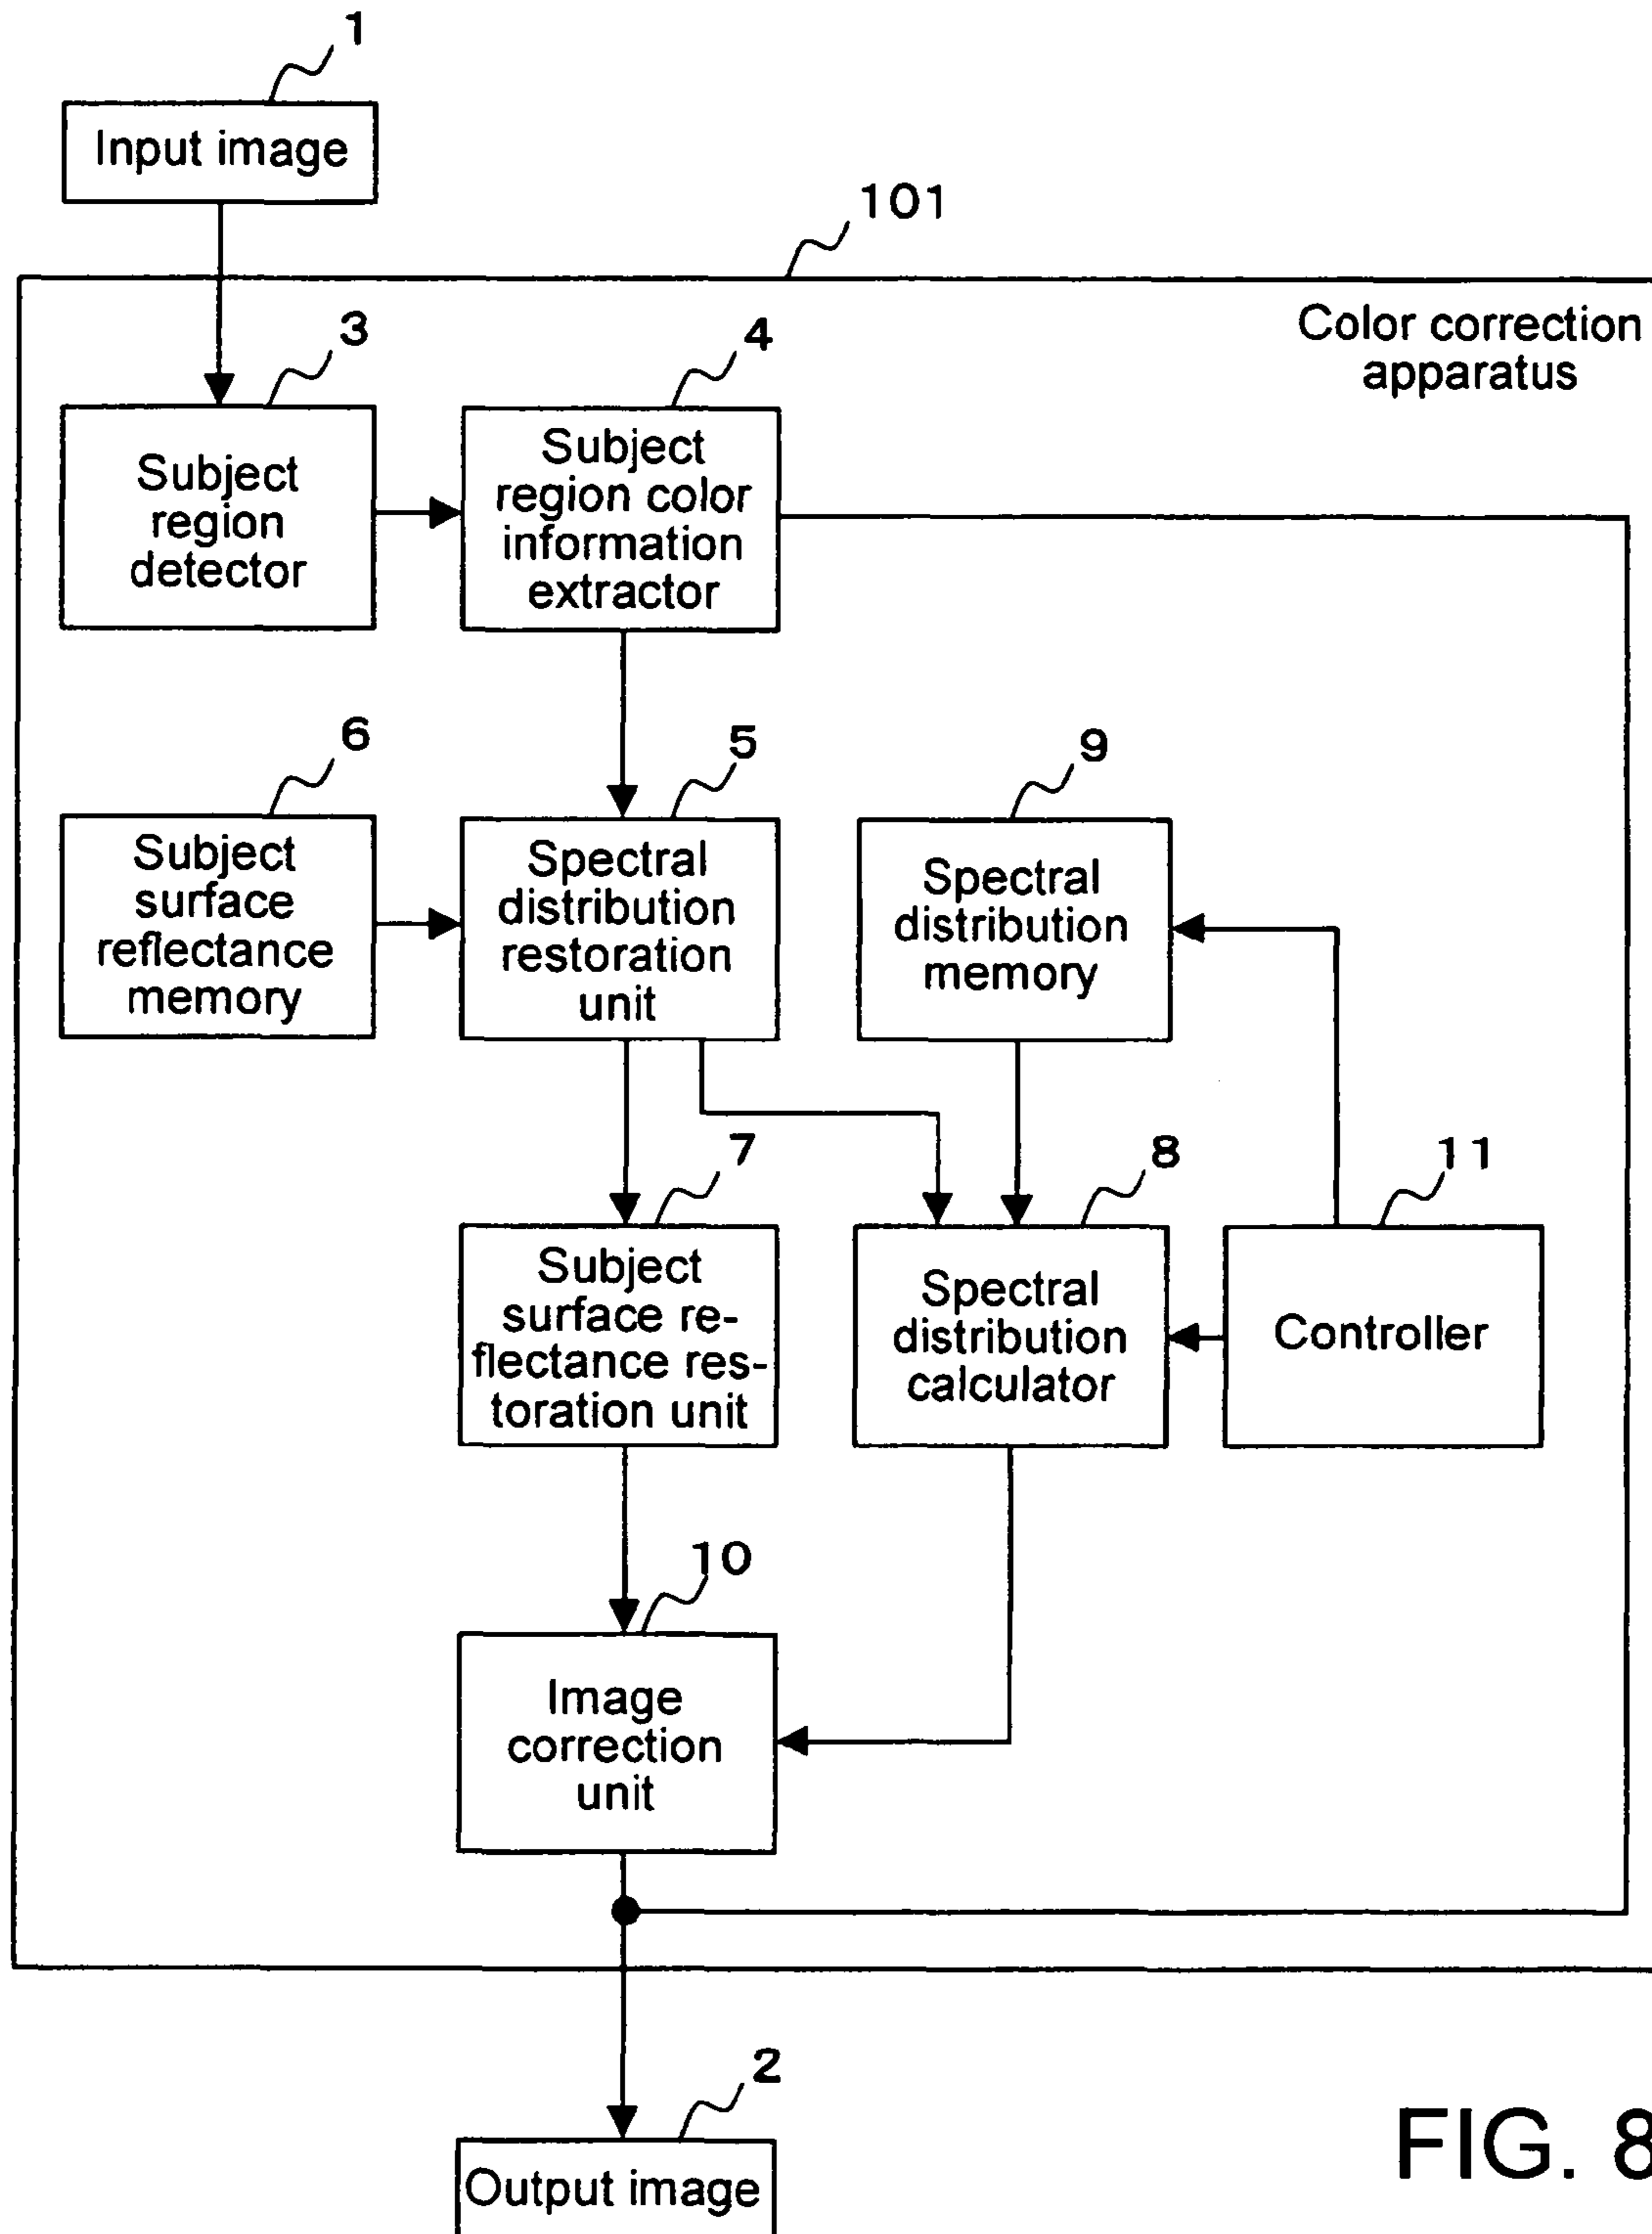 1
Input image
101
Color correction
apparatus
3
Subject
region
detector
4
Subject
region color
information
extractor
6
Subject
surface
reflectance
memory
5
Spectral
distribution
restoration
unit
9
Spectral
distribution
memory
7
Subject
surface re-
flectance res-
toration unit
8
Spectral
distribution
calculator
11
Controller
10
Image
correction
unit
2
Output image
FIG. 8